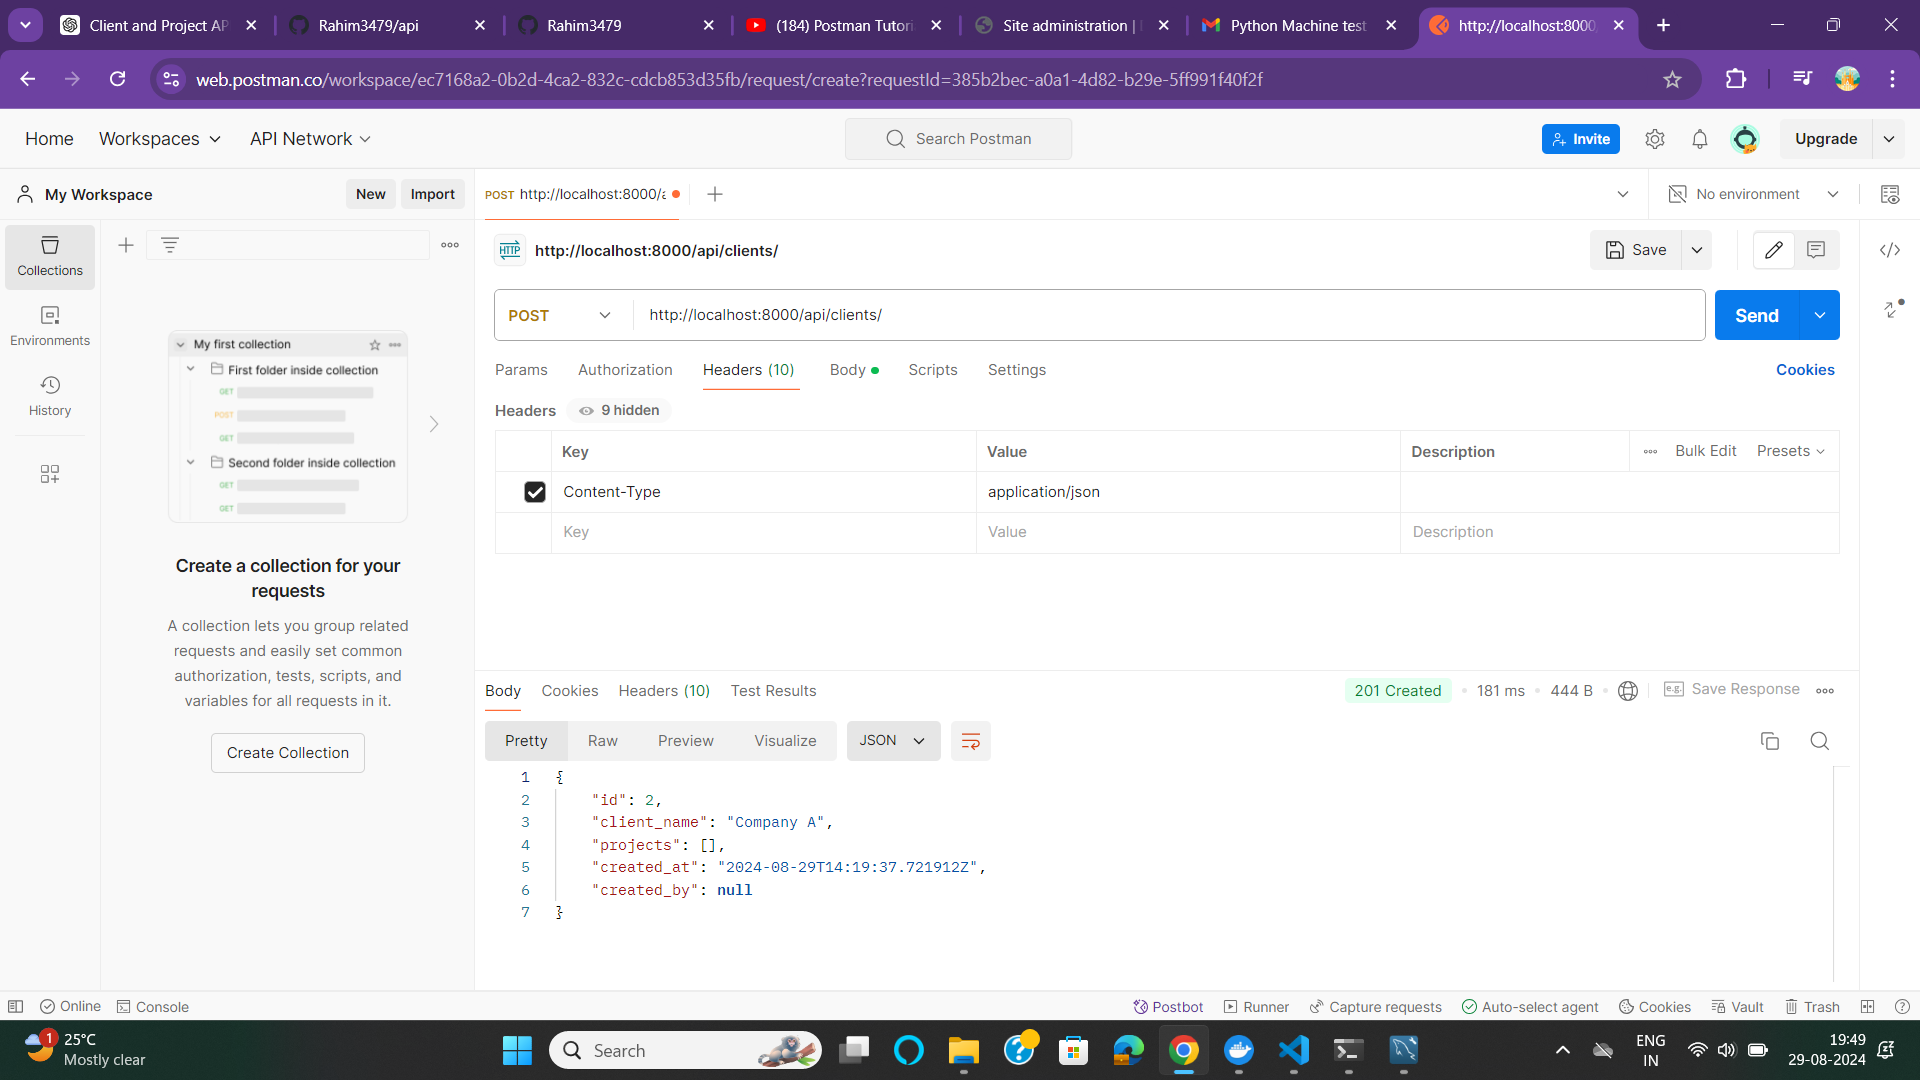 Client and Project AP
Rahim3479/api
Rahim3479
(184) Postman Tutori
Site administration |
Python Machine test
http://localhost:8000
web.postman.co/workspace/ec7168a2-0b2d-4ca2-832c-cdcb853d35fb/request/create?requestId=385b2bec-a0a1-4d82-b29e-5ff991f40f2f
Home
Workspaces
API Network
Search Postman
Invite
Upgrade
My Workspace
New
Import
POST http://localhost:8000/a
No environment
Collections
Environments
History
My first collection
First folder inside collection
GET
POST
GET
Second folder inside collection
GET
GET
Create a collection for your
requests
A collection lets you group related
requests and easily set common
authorization, tests, scripts, and
variables for all requests in it.
Create Collection
HTTP
http://localhost:8000/api/clients/
Save
POST
http://localhost:8000/api/clients/
Send
Params
Authorization
Headers (10)
Body
Scripts
Settings
Cookies
Headers
9 hidden
Key
Value
Description
Bulk Edit
Presets
Content-Type
application/json
Key
Value
Description
Body
Cookies
Headers (10)
Test Results
201 Created
181 ms
444 B
e.g.
Save Response
Pretty
Raw
Preview
Visualize
JSON
1 {
2 "id": 2,
3 "client_name": "Company A",
4 "projects": [],
5 "created_at": "2024-08-29T14:19:37.721912Z",
6 "created_by": null
7 }
Online
Console
Postbot
Runner
Capture requests
Auto-select agent
Cookies
Vault
Trash
1
25°C
Mostly clear
Search
ENG
IN
19:49
29-08-2024